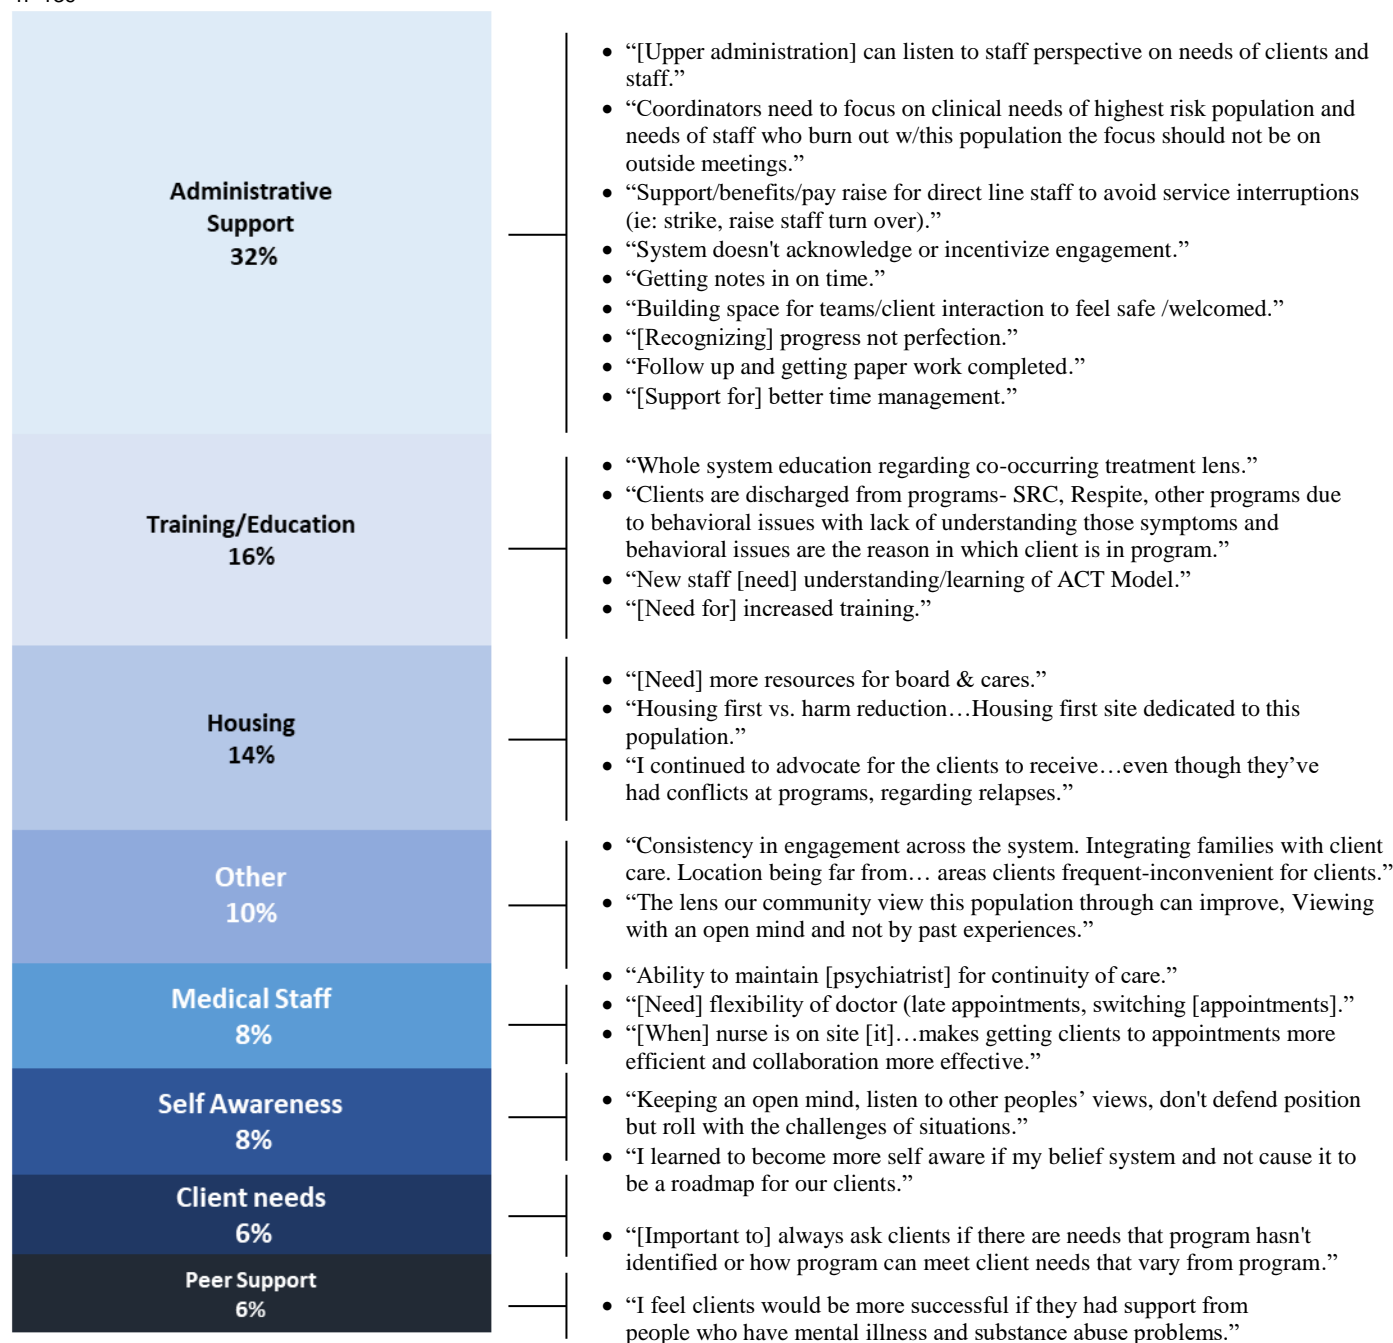 Administrative
Support
32%
• “[Upper administration] can listen to staff perspective on needs of clients and
staff.”
• “Coordinators need to focus on clinical needs of highest risk population and
needs of staff who burn out w/this population the focus should not be on
outside meetings.”
• “Support/benefits/pay raise for direct line staff to avoid service interruptions
(ie: strike, raise staff turn over).”
• “System doesn't acknowledge or incentivize engagement.”
• “Getting notes in on time.”
• “Building space for teams/client interaction to feel safe /welcomed.”
• “[Recognizing] progress not perfection.”
• “Follow up and getting paper work completed.”
• “[Support for] better time management.”
Training/Education
16%
• “Whole system education regarding co-occurring treatment lens.”
• “Clients are discharged from programs- SRC, Respite, other programs due
to behavioral issues with lack of understanding those symptoms and
behavioral issues are the reason in which client is in program.”
• “New staff [need] understanding/learning of ACT Model.”
• “[Need for] increased training.”
Housing
14%
• “[Need] more resources for board & cares.”
• “Housing first vs. harm reduction…Housing first site dedicated to this
population.”
• “I continued to advocate for the clients to receive…even though they’ve
had conflicts at programs, regarding relapses.”
Other
10%
• “Consistency in engagement across the system. Integrating families with client
care. Location being far from… areas clients frequent-inconvenient for clients.”
• “The lens our community view this population through can improve, Viewing
with an open mind and not by past experiences.”
Medical Staff
8%
• “Ability to maintain [psychiatrist] for continuity of care.”
• “[Need] flexibility of doctor (late appointments, switching [appointments].”
• “[When] nurse is on site [it]…makes getting clients to appointments more
efficient and collaboration more effective.”
Self Awareness
8%
• “Keeping an open mind, listen to other peoples’ views, don't defend position
but roll with the challenges of situations.”
• “I learned to become more self aware if my belief system and not cause it to
be a roadmap for our clients.”
Client needs
6%
• “[Important to] always ask clients if there are needs that program hasn't
identified or how program can meet client needs that vary from program.”
Peer Support
6%
• “I feel clients would be more successful if they had support from
people who have mental illness and substance abuse problems.”